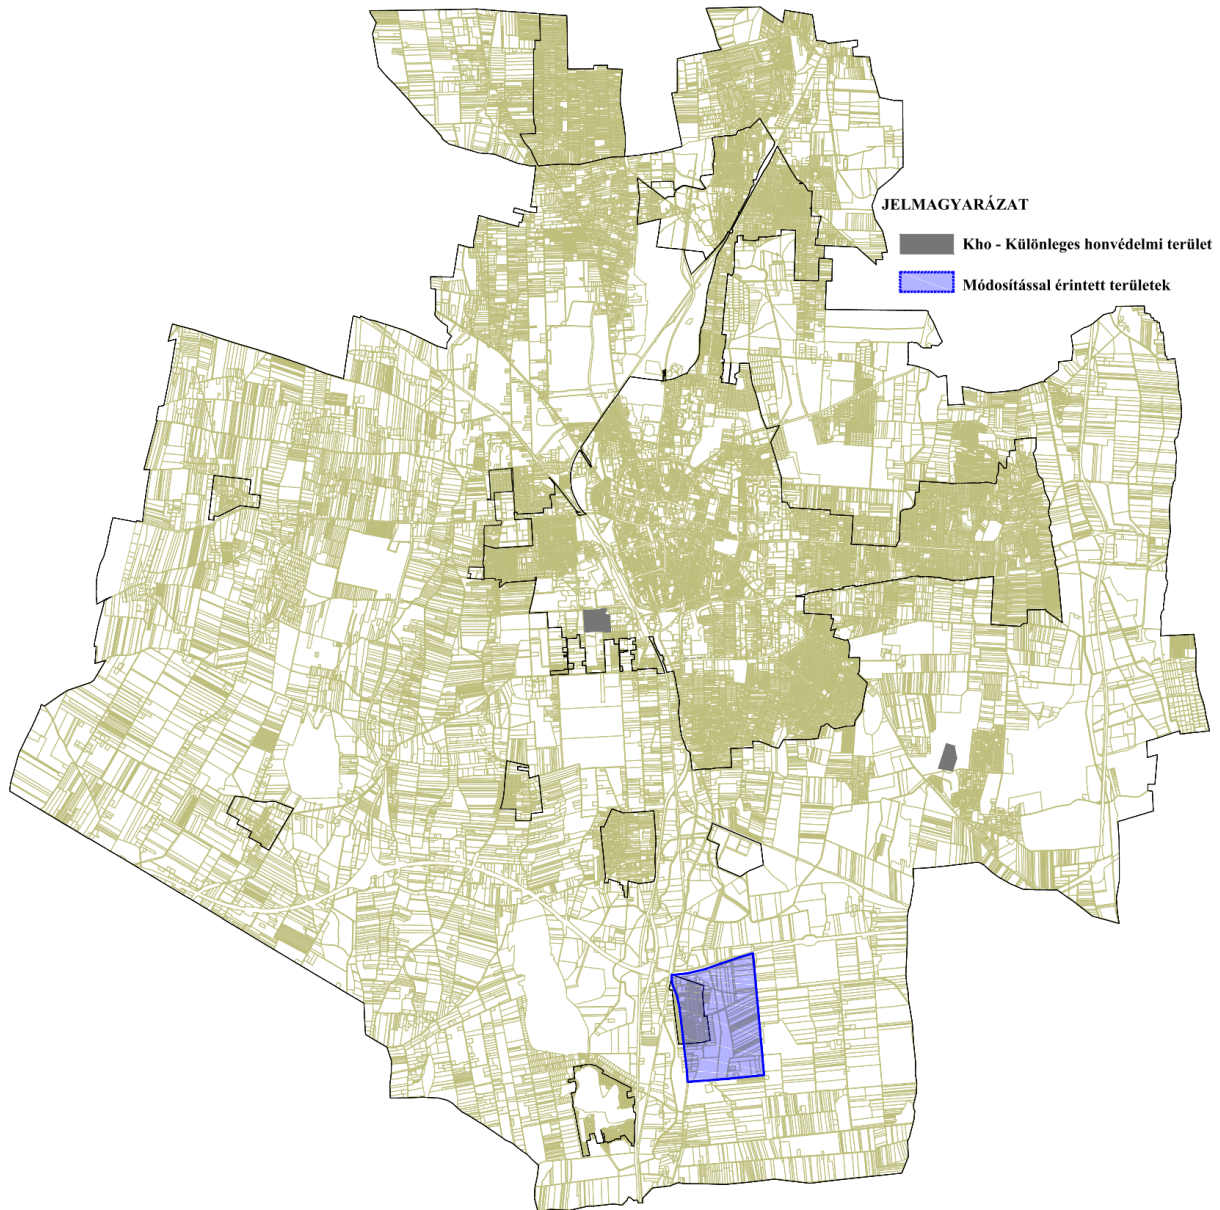 JELMAGYARÁZAT
Kho - Különleges honvédelmi terület
Módosítással érintett területek